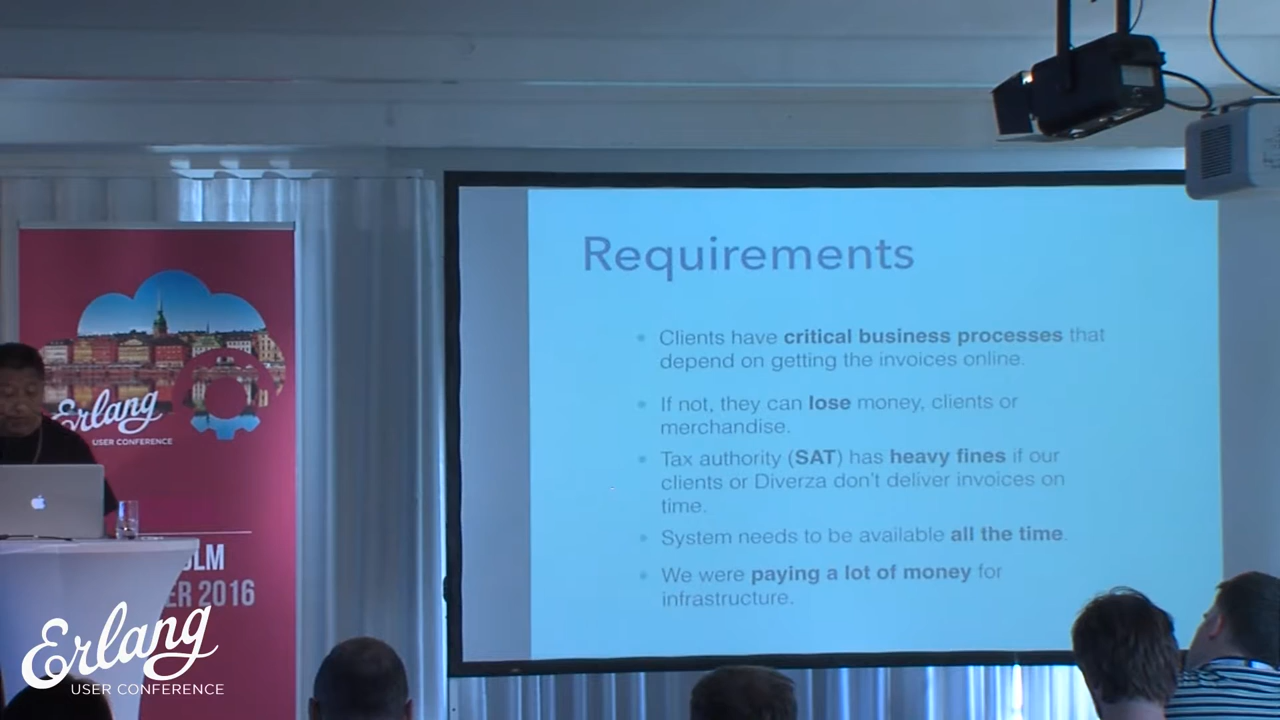 Requirements
Clients have critical business processes that
depend on getting the invoices online.
If not, they can lose money, clients or
merchandise.
Tax authority (SAT) has heavy fines if our
clients or Diverza don't deliver invoices on
time.
System needs to be available all the time.
We were paying a lot of money for
infrastructure.
Erlang
USER CONFERENCE
OLM
ER 2016
Erlang
USER CONFERENCE